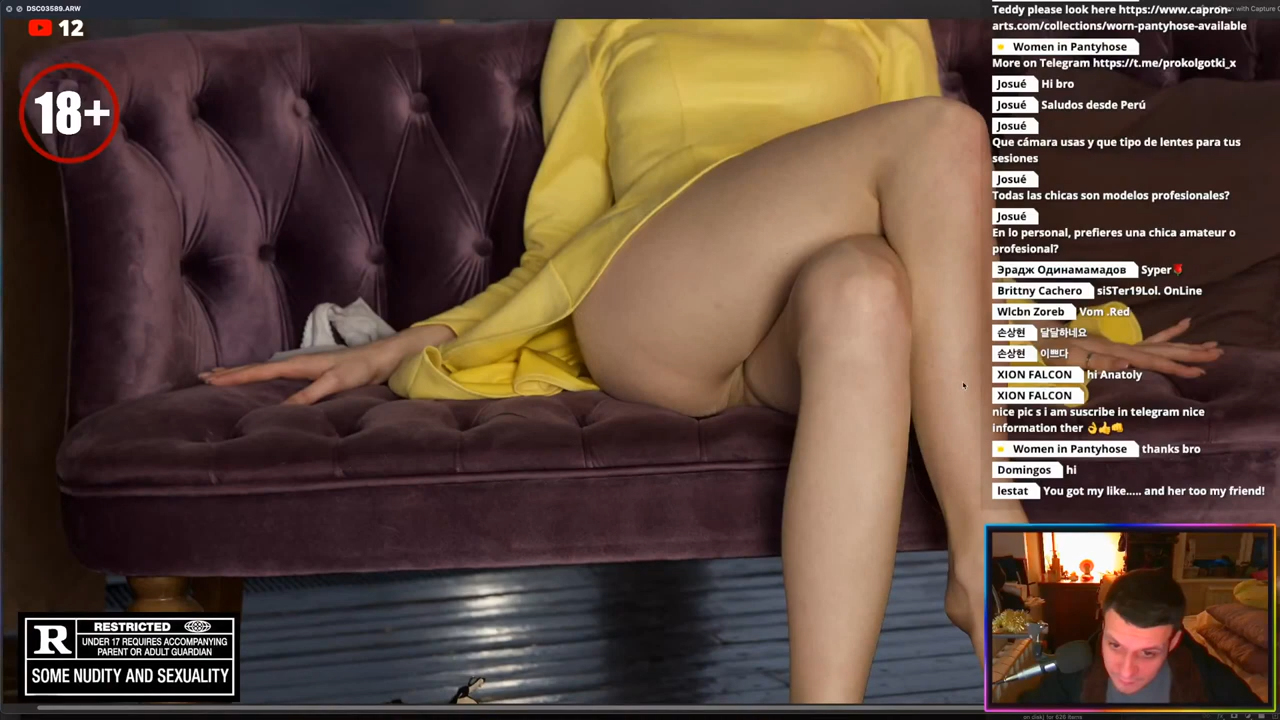 DSC03589.ARW
12
18+
R
RESTRICTED
UNDER 17 REQUIRES ACCOMPANYING
PARENT OR ADULT GUARDIAN
SOME NUDITY AND SEXUALITY
Teddy please look here https://www.capron-
arts.com/collections/worn-pantyhose-available
Women in Pantyhose
More on Telegram https://t.me/prokolgotki_x
Josué Hi bro
Josué Saludos desde Perú
Josué
Que cámara usas y que tipo de lentes para tus
sesiones
Josué
Todas las chicas son modelos profesionales?
Josué
En lo personal, prefieres una chica amateur o
profesional?
Эрадж Одинамамадов Syper🌹
Brittny Cachero siSTer19Lol. OnLine
Wlcbn Zoreb Vom .Red
손상현 달달하네요
손상현 이쁘다
XION FALCON hi Anatoly
XION FALCON
nice pic s i am suscribe in telegram nice
information ther 👌👍👊
Women in Pantyhose thanks bro
Domingos hi
lestat You got my like..... and her too my friend!